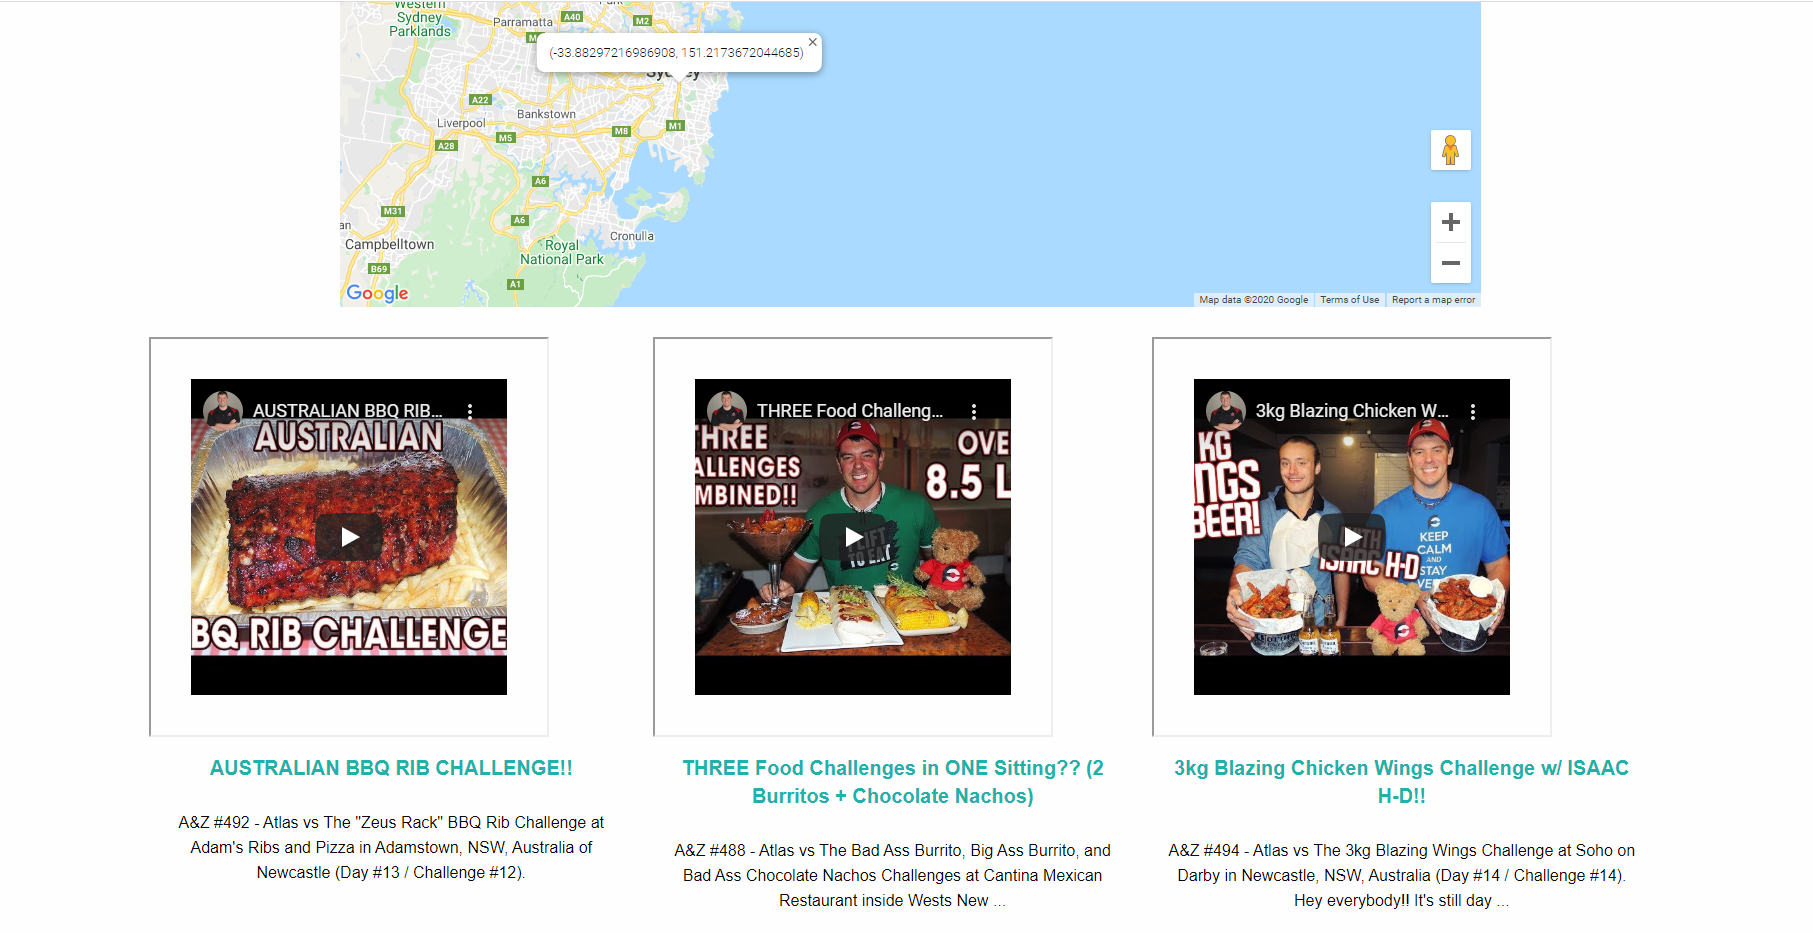 Western
Sydney
Parklands
Parramatta
A40
M2
(-33.88297216986908, 151.2173672044685)
Sydney
A22
Bankstown
Liverpool
M5
M8
M1
A28
A6
M31
A6
Cronulla
Campbelltown
Royal
National Park
B69
A1
Google
Map data ©2020 Google
Terms of Use
Report a map error
AUSTRALIAN BBQ RIB...
AUSTRALIAN
BQ RIB CHALLENGE
THREE Food Challeng...
HREE
ALLENGES
MBINED!!
OVE
8.5 L
LIFT
TO EAT
3kg Blazing Chicken W...
KG
NGS
BEER!
WITH
ISAAC H-D
KEEP
CALM
AND
STAY
AUSTRALIAN BBQ RIB CHALLENGE!!
A&Z #492 - Atlas vs The "Zeus Rack" BBQ Rib Challenge at
Adam's Ribs and Pizza in Adamstown, NSW, Australia of
Newcastle (Day #13 / Challenge #12).
THREE Food Challenges in ONE Sitting?? (2
Burritos + Chocolate Nachos)
A&Z #488 - Atlas vs The Bad Ass Burrito, Big Ass Burrito, and
Bad Ass Chocolate Nachos Challenges at Cantina Mexican
Restaurant inside Wests New ...
3kg Blazing Chicken Wings Challenge w/ ISAAC
H-D!!
A&Z #494 - Atlas vs The 3kg Blazing Wings Challenge at Soho on
Darby in Newcastle, NSW, Australia (Day #14 / Challenge #14).
Hey everybody!! It's still day ...